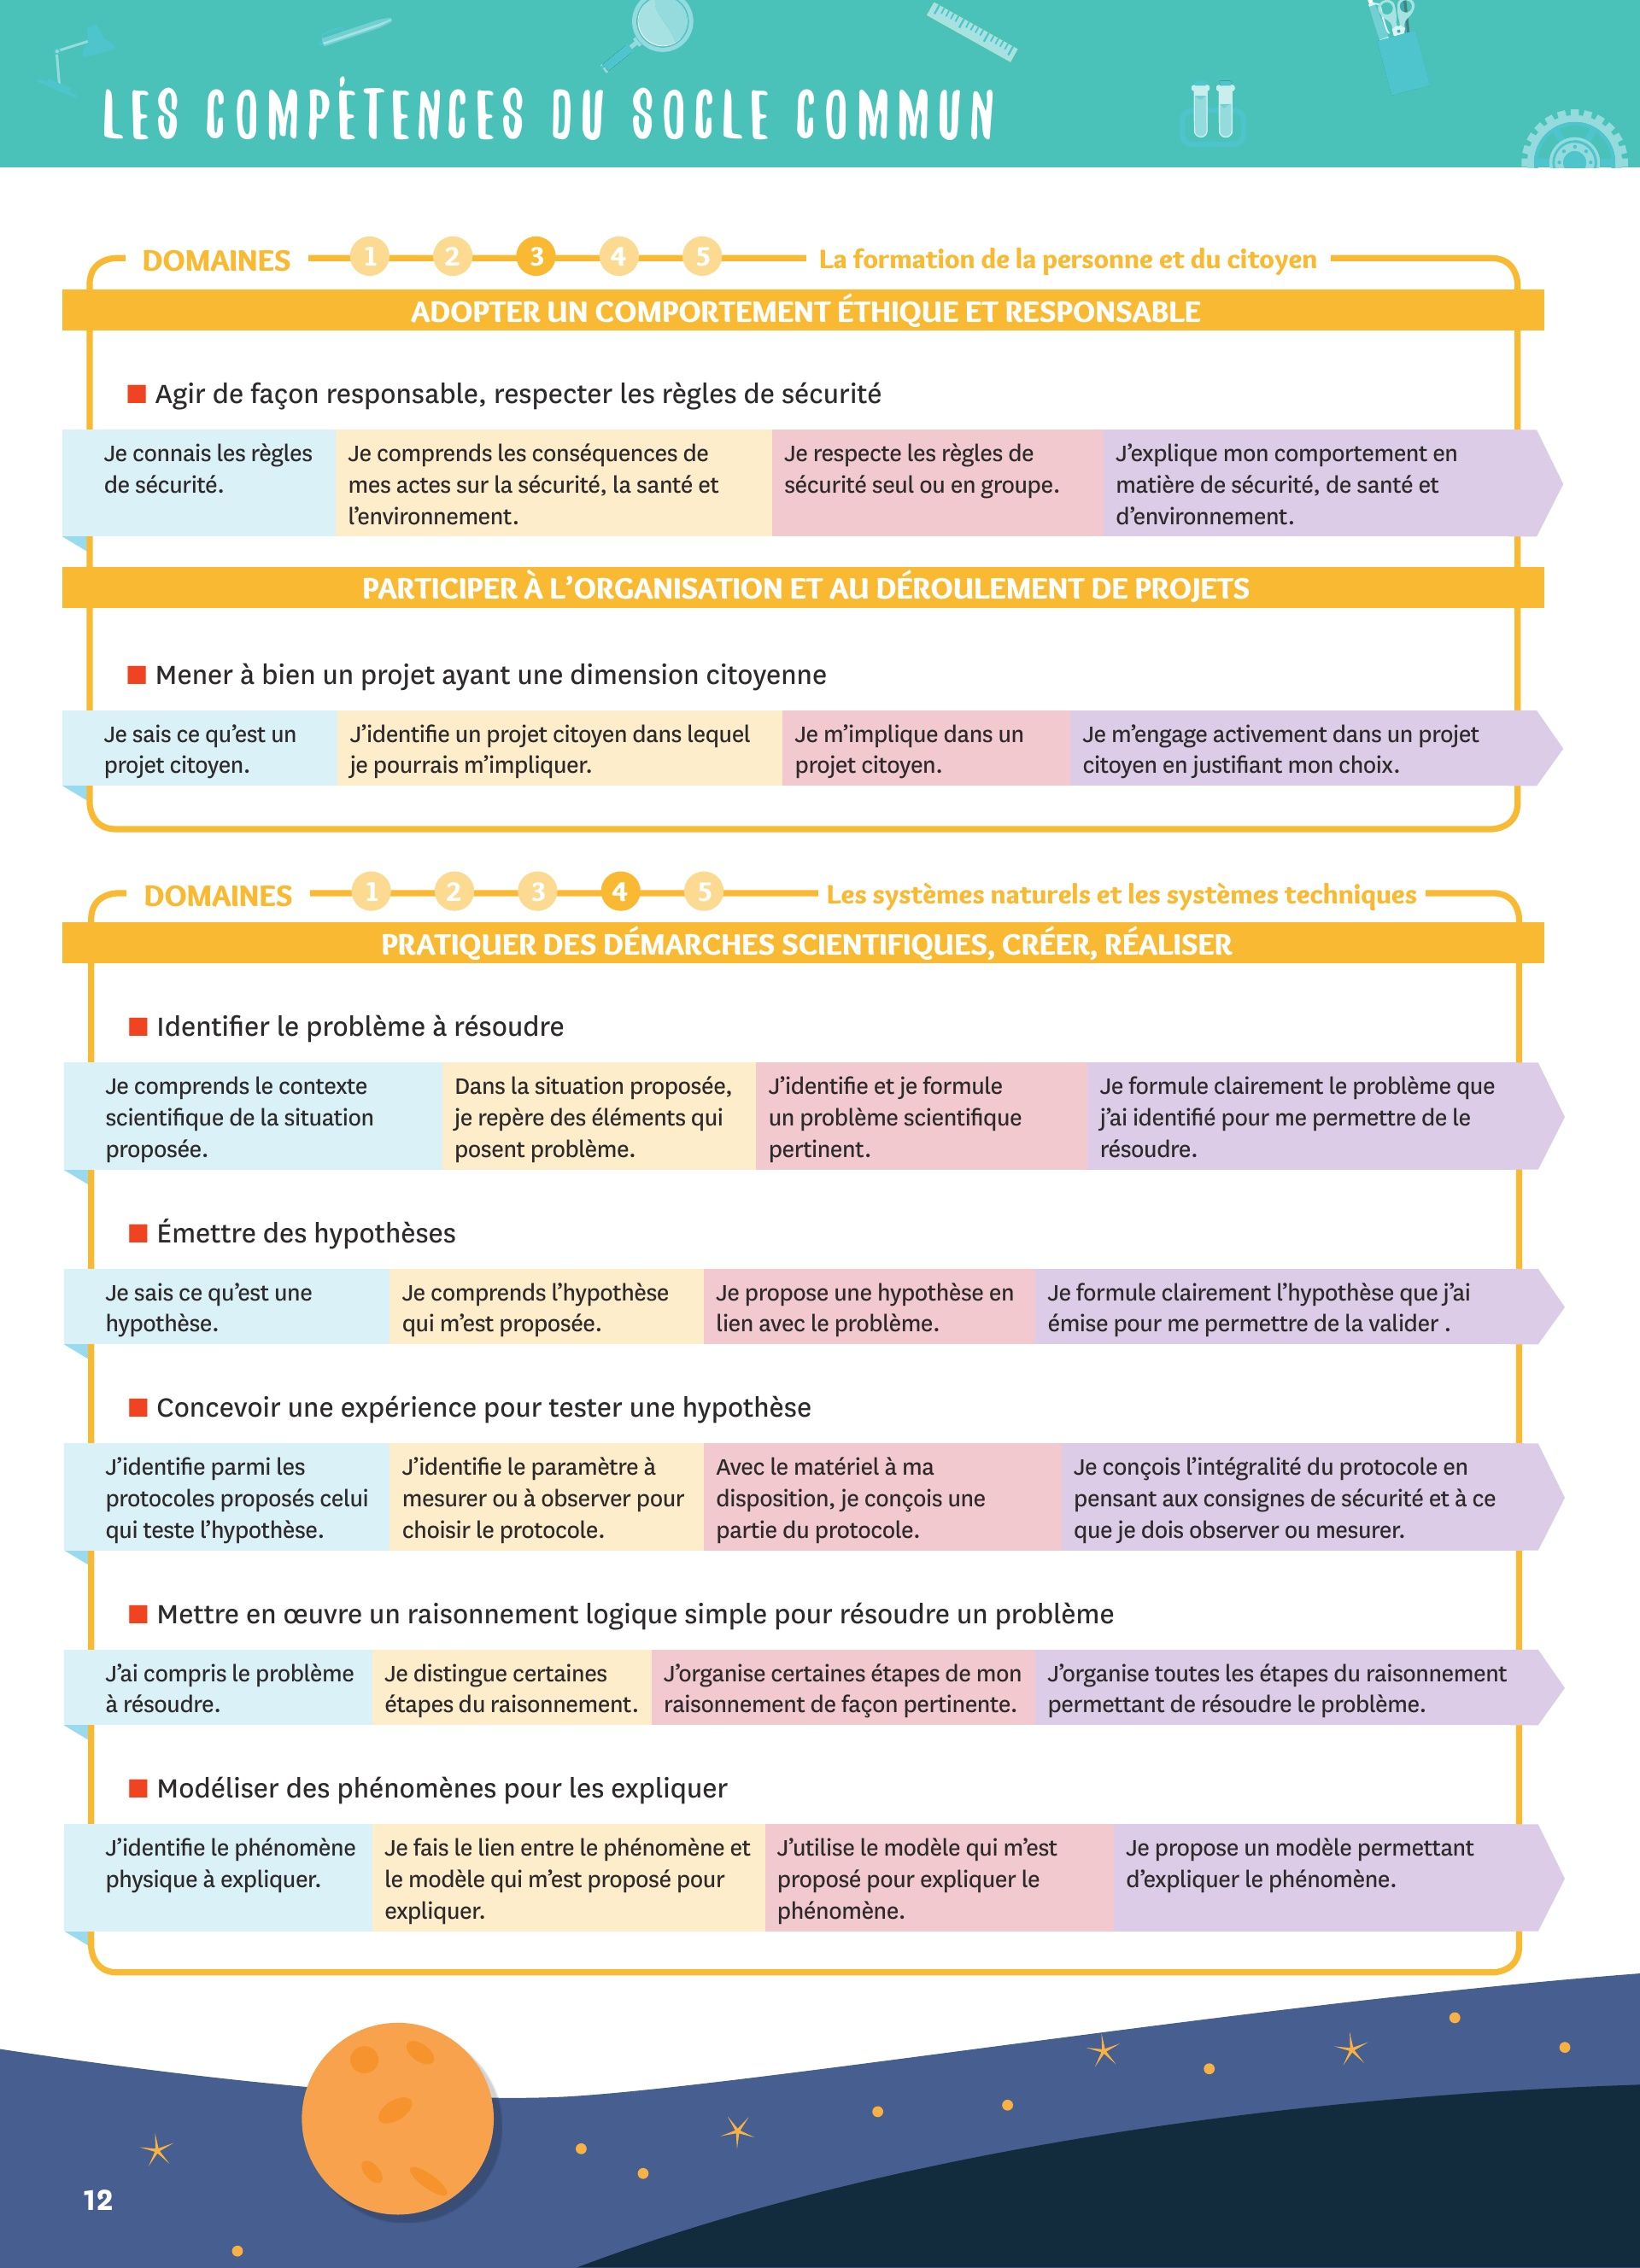 LES COMPÉTENCES DU SOCLE COMMUN
DOMAINES 1 2 3 4 5 La formation de la personne et du citoyen
ADOPTER UN COMPORTEMENT ÉTHIQUE ET RESPONSABLE
Agir de façon responsable, respecter les règles de sécurité
Je connais les règles
de sécurité.
Je comprends les conséquences de
mes actes sur la sécurité, la santé et
l’environnement.
Je respecte les règles de
sécurité seul ou en groupe.
J’explique mon comportement en
matière de sécurité, de santé et
d’environnement.
PARTICIPER À L’ORGANISATION ET AU DÉROULEMENT DE PROJETS
Mener à bien un projet ayant une dimension citoyenne
Je sais ce qu’est un
projet citoyen.
J’identifie un projet citoyen dans lequel
je pourrais m’impliquer.
Je m’implique dans un
projet citoyen.
Je m’engage activement dans un projet
citoyen en justifiant mon choix.
DOMAINES 1 2 3 4 5 Les systèmes naturels et les systèmes techniques
PRATIQUER DES DÉMARCHES SCIENTIFIQUES, CRÉER, RÉALISER
Identifier le problème à résoudre
Je comprends le contexte
scientifique de la situation
proposée.
Dans la situation proposée,
je repère des éléments qui
posent problème.
J’identifie et je formule
un problème scientifique
pertinent.
Je formule clairement le problème que
j’ai identifié pour me permettre de le
résoudre.
Émettre des hypothèses
Je sais ce qu’est une
hypothèse.
Je comprends l’hypothèse
qui m’est proposée.
Je propose une hypothèse en
lien avec le problème.
Je formule clairement l’hypothèse que j’ai
émise pour me permettre de la valider .
Concevoir une expérience pour tester une hypothèse
J’identifie parmi les
protocoles proposés celui
qui teste l’hypothèse.
J’identifie le paramètre à
mesurer ou à observer pour
choisir le protocole.
Avec le matériel à ma
disposition, je conçois une
partie du protocole.
Je conçois l’intégralité du protocole en
pensant aux consignes de sécurité et à ce
que je dois observer ou mesurer.
Mettre en œuvre un raisonnement logique simple pour résoudre un problème
J’ai compris le problème
à résoudre.
Je distingue certaines
étapes du raisonnement.
J’organise certaines étapes de mon
raisonnement de façon pertinente.
J’organise toutes les étapes du raisonnement
permettant de résoudre le problème.
Modéliser des phénomènes pour les expliquer
J’identifie le phénomène
physique à expliquer.
Je fais le lien entre le phénomène et
le modèle qui m’est proposé pour
expliquer.
J’utilise le modèle qui m’est
proposé pour expliquer le
phénomène.
Je propose un modèle permettant
d’expliquer le phénomène.
12